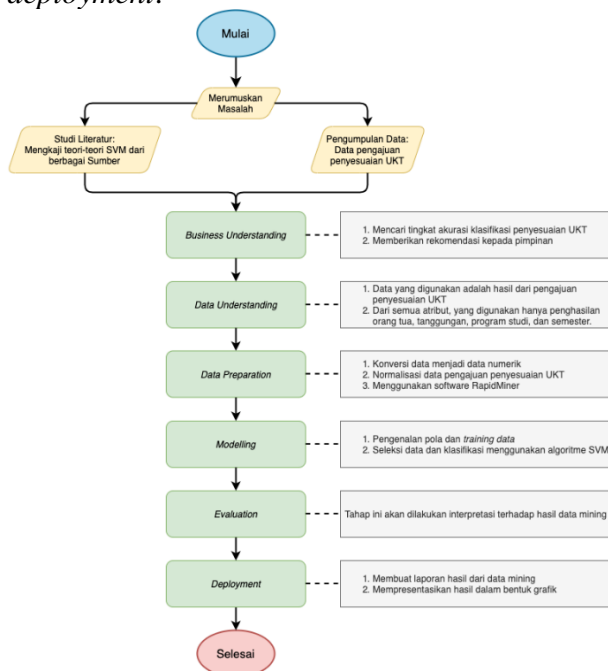 deployment.
Mulai
Merumuskan
Masalah
Studi Literatur:
Mengkaji teori-teori SVM dari
berbagai Sumber
Pengumpulan Data:
Data pengajuan
penyesuaian UKT
Business Understanding
1. Mencari tingkat akurasi klasifikasi penyesuaian UKT
2. Memberikan rekomendasi kepada pimpinan
Data Understanding
1. Data yang digunakan adalah hasil dari pengajuan
penyesuaian UKT
2. Dari semua atribut, yang digunakan hanya penghasilan
orang tua, tanggungan, program studi, dan semester.
Data Preparation
1. Konversi data menjadi data numerik
2. Normalisasi data pengajuan penyesuaian UKT
3. Menggunakan software RapidMiner
Modelling
1. Pengenalan pola dan training data
2. Seleksi data dan klasifikasi menggunakan algoritme SVM
Evaluation
Tahap ini akan dilakukan interpretasi terhadap hasil data mining
Deployment
1. Membuat laporan hasil dari data mining
2. Mempresentasikan hasil dalam bentuk grafik
Selesai